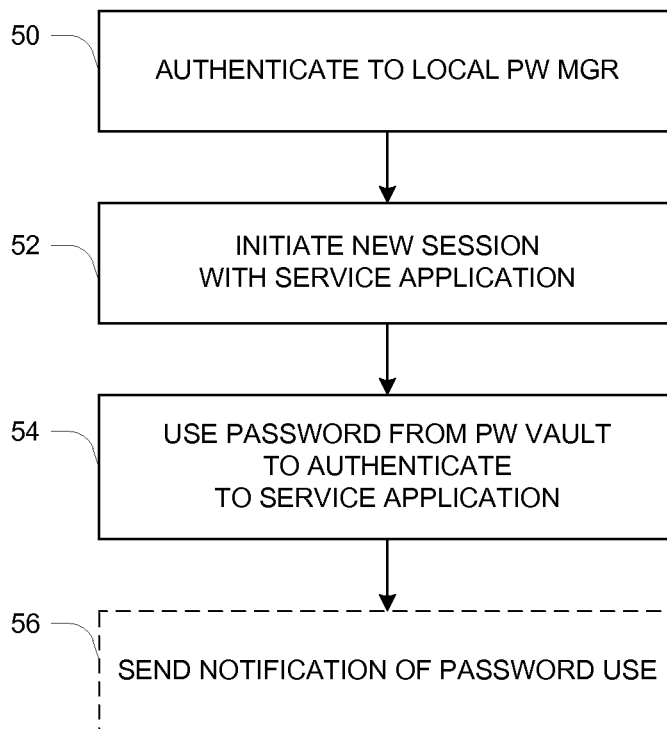 50
AUTHENTICATE TO LOCAL PW MGR
52
INITIATE NEW SESSION
WITH SERVICE APPLICATION
54
USE PASSWORD FROM PW VAULT
TO AUTHENTICATE
TO SERVICE APPLICATION
56
SEND NOTIFICATION OF PASSWORD USE